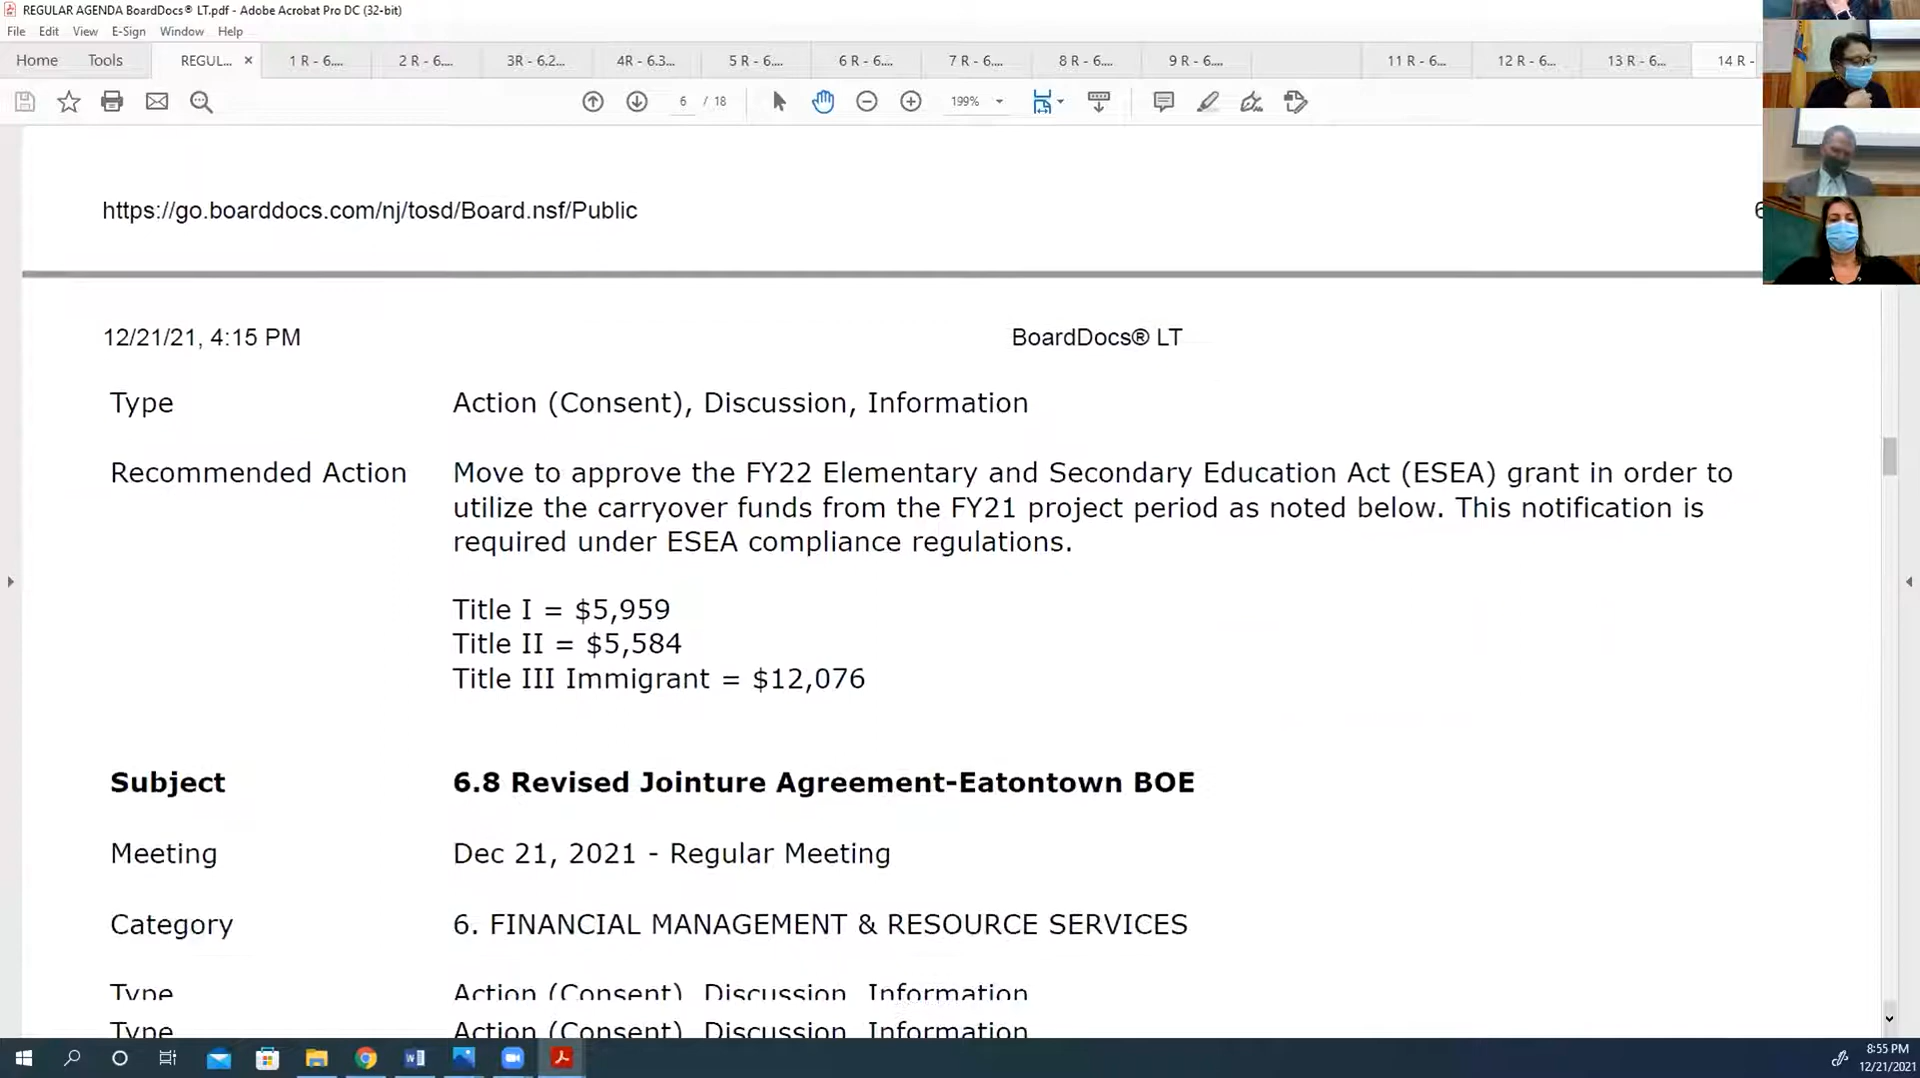 REGULAR AGENDA BoardDocs® LT.pdf - Adobe Acrobat Pro DC (32-bit)
File Edit View E-Sign Window Help
Home Tools REGUL... × 1 R - 6.... 2 R - 6.... 3R - 6.2... 4R - 6.3... 5 R - 6.... 6 R - 6.... 7 R - 6.... 8 R - 6.... 9 R - 6.... 11 R - 6... 12 R - 6... 13 R - 6... 14 R -
6 / 18 199%
https://go.boarddocs.com/nj/tosd/Board.nsf/Public
12/21/21, 4:15 PM BoardDocs® LT
Type Action (Consent), Discussion, Information
Recommended Action Move to approve the FY22 Elementary and Secondary Education Act (ESEA) grant in order to
utilize the carryover funds from the FY21 project period as noted below. This notification is
required under ESEA compliance regulations.
Title I = $5,959
Title II = $5,584
Title III Immigrant = $12,076
Subject 6.8 Revised Jointure Agreement-Eatontown BOE
Meeting Dec 21, 2021 - Regular Meeting
Category 6. FINANCIAL MANAGEMENT & RESOURCE SERVICES
Type Action (Consent), Discussion, Information
Type Action (Consent), Discussion, Information
8:55 PM
12/21/2021